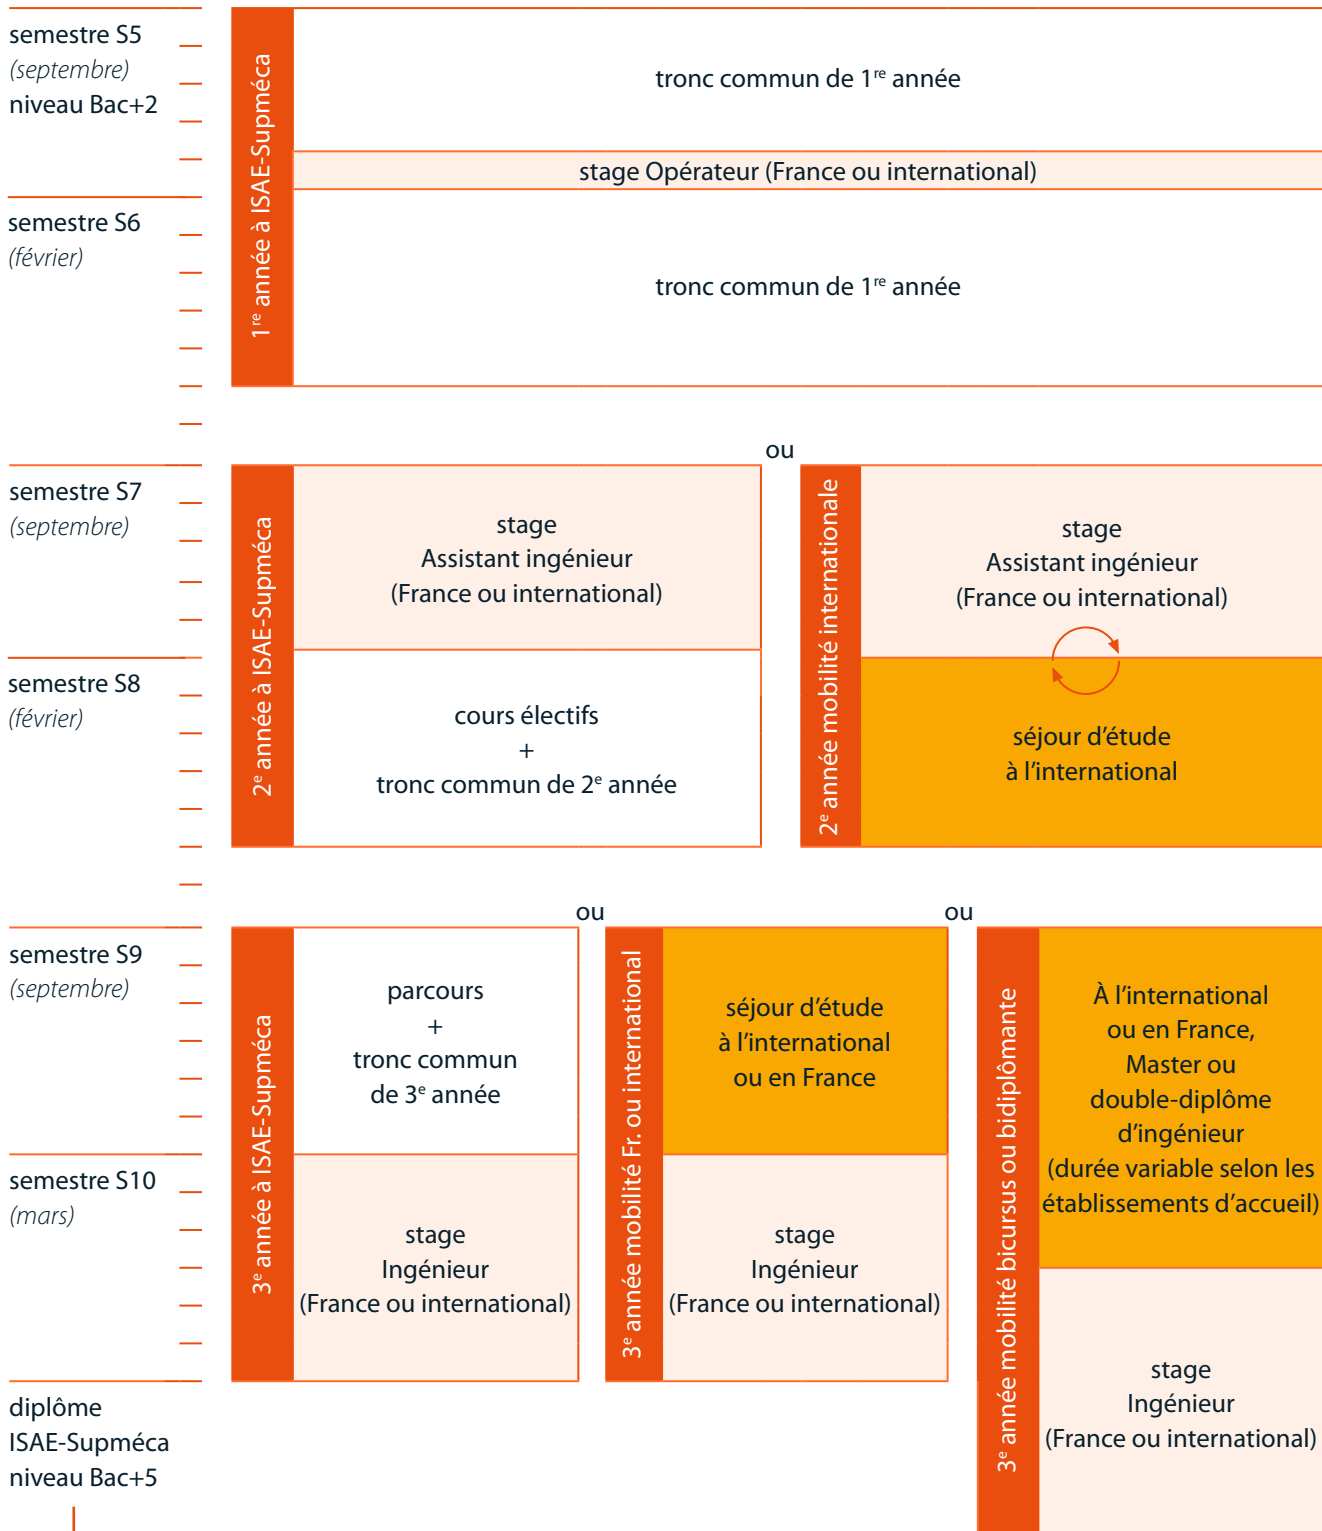 semestre S5
(septembre)
niveau Bac+2
1re année à ISAE-Supméca
tronc commun de 1re année
stage Opérateur (France ou international)
semestre S6
(février)
tronc commun de 1re année
ou
semestre S7
(septembre)
2e année à ISAE-Supméca
stage
Assistant ingénieur
(France ou international)
2e année mobilité internationale
stage
Assistant ingénieur
(France ou international)
semestre S8
(février)
cours électifs
+
tronc commun de 2e année
séjour d'étude
à l'international
ou
ou
semestre S9
(septembre)
3e année à ISAE-Supméca
parcours
+
tronc commun
de 3e année
3e année mobilité Fr. ou international
séjour d'étude
à l'international
ou en France
3e année mobilité bicursus ou bidiplômante
À l'international
ou en France,
Master ou
double-diplôme
d'ingénieur
(durée variable selon les
établissements d'accueil)
semestre S10
(mars)
stage
Ingénieur
(France ou international)
stage
Ingénieur
(France ou international)
stage
Ingénieur
(France ou international)
diplôme
ISAE-Supméca
niveau Bac+5